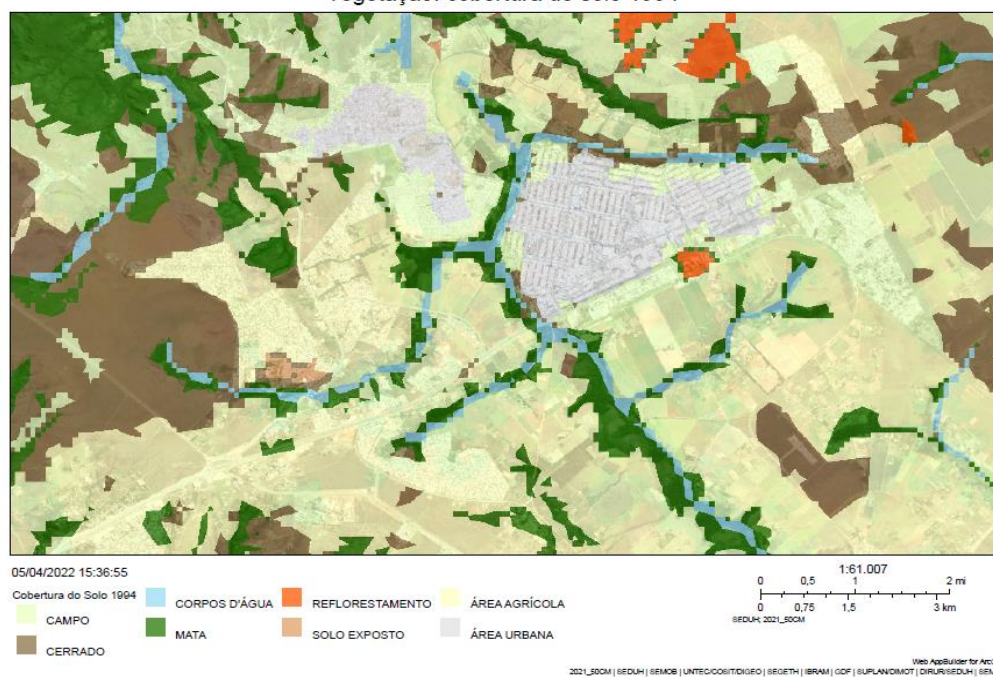 05/04/2022 15:36:55
Cobertura do Solo 1994
CAMPO
CERRADO
CORPOS D'ÁGUA
MATA
REFLORESTAMENTO
SOLO EXPOSTO
ÁREA AGRÍCOLA
ÁREA URBANA
1:61.007
0 0,5 1 2 mi
0 0,75 1,5 3 km
SEDUH; 2021_50CM
Web AppBuilder for Arc
2021_50CM | SEDUH | SEMOB | UNTEC/COSIT/DIGEO | SEGETH | IBRAM | GDF | SUPLAN/DIMOT | DIRUR/SEDUH | SEM